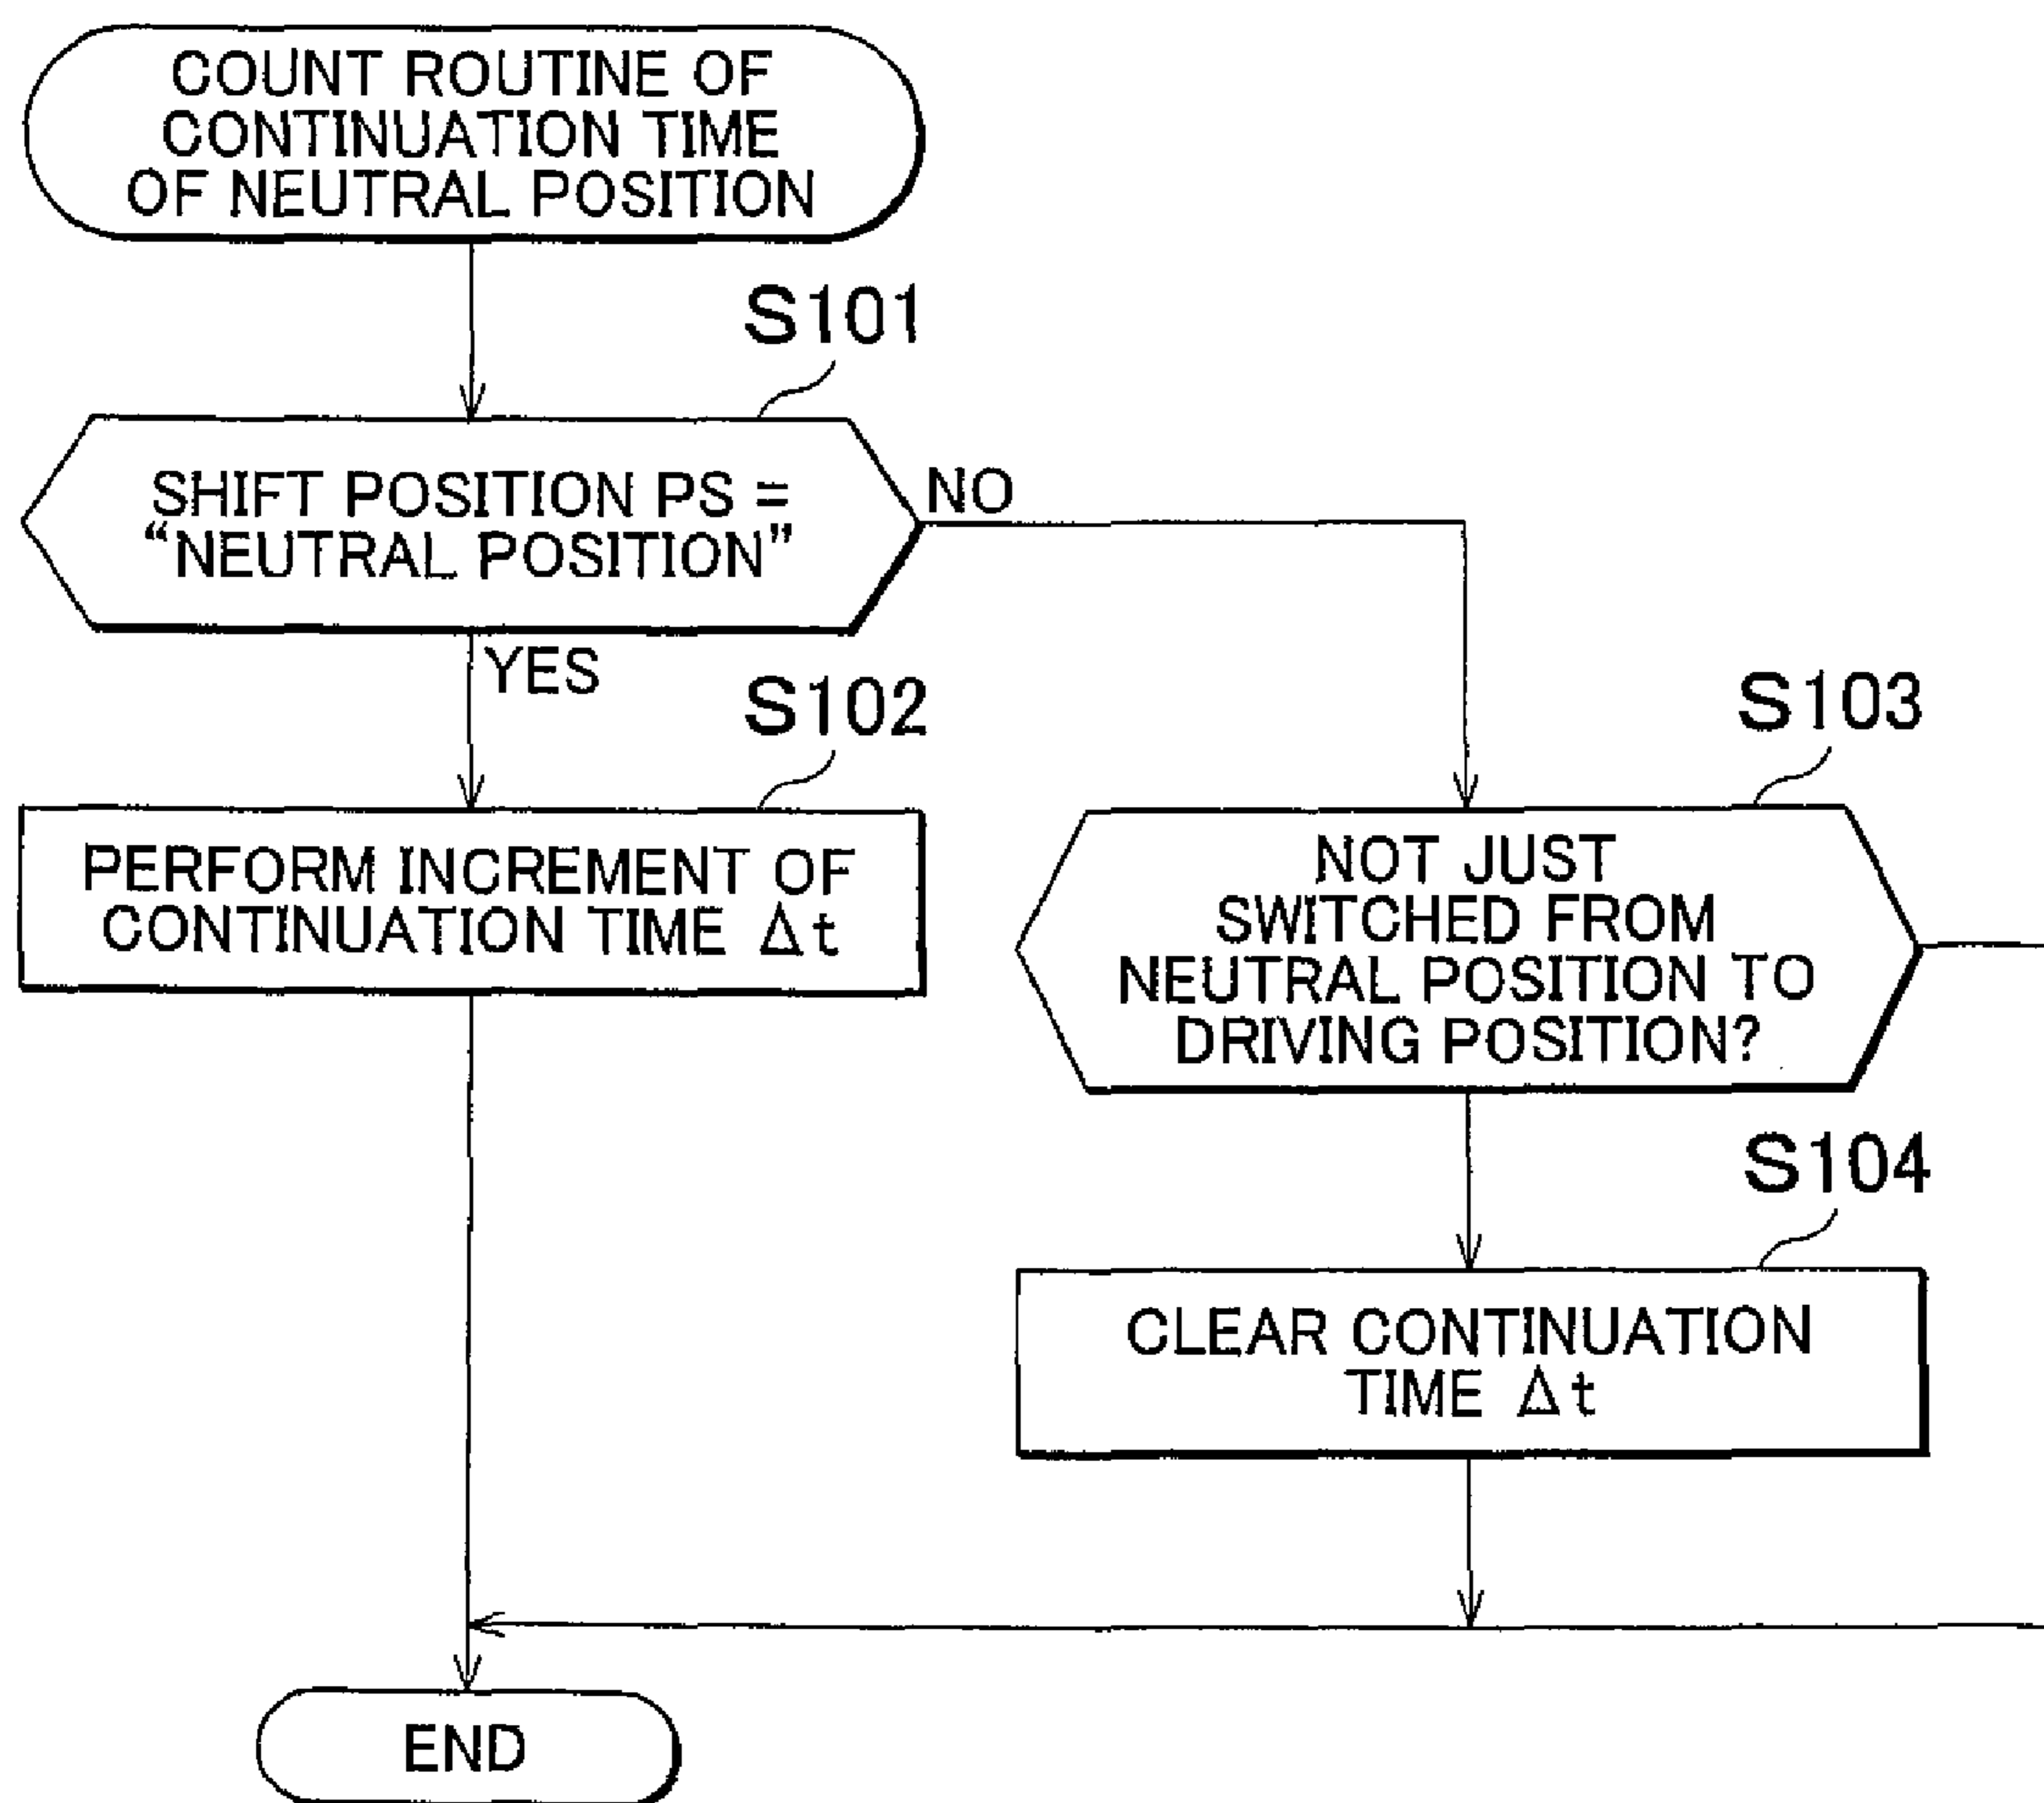 COUNT ROUTINE OF
CONTINUATION TIME
OF NEUTRAL POSITION
S101
SHIFT POSITION PS =
“NEUTRAL POSITION”
NO
YES
S102
PERFORM INCREMENT OF
CONTINUATION TIME Δt
S103
NOT JUST
SWITCHED FROM
NEUTRAL POSITION TO
DRIVING POSITION?
S104
CLEAR CONTINUATION
TIME Δt
END